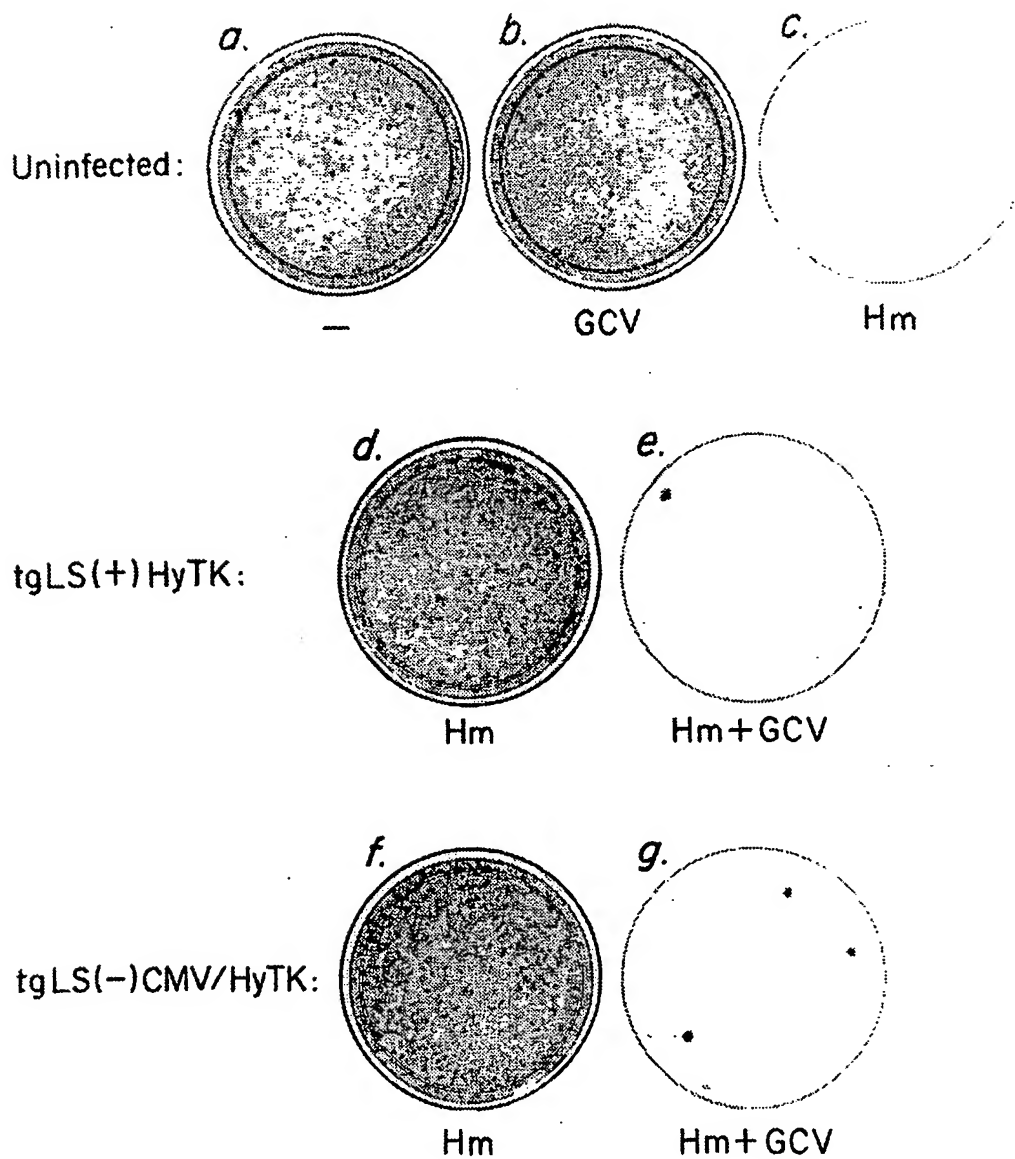 a. b. c.
Uninfected:
— GCV Hm
d. e.
tgLS(+)HyTK:
Hm Hm+GCV
f. g.
tgLS(-)CMV/HyTK:
Hm Hm+GCV